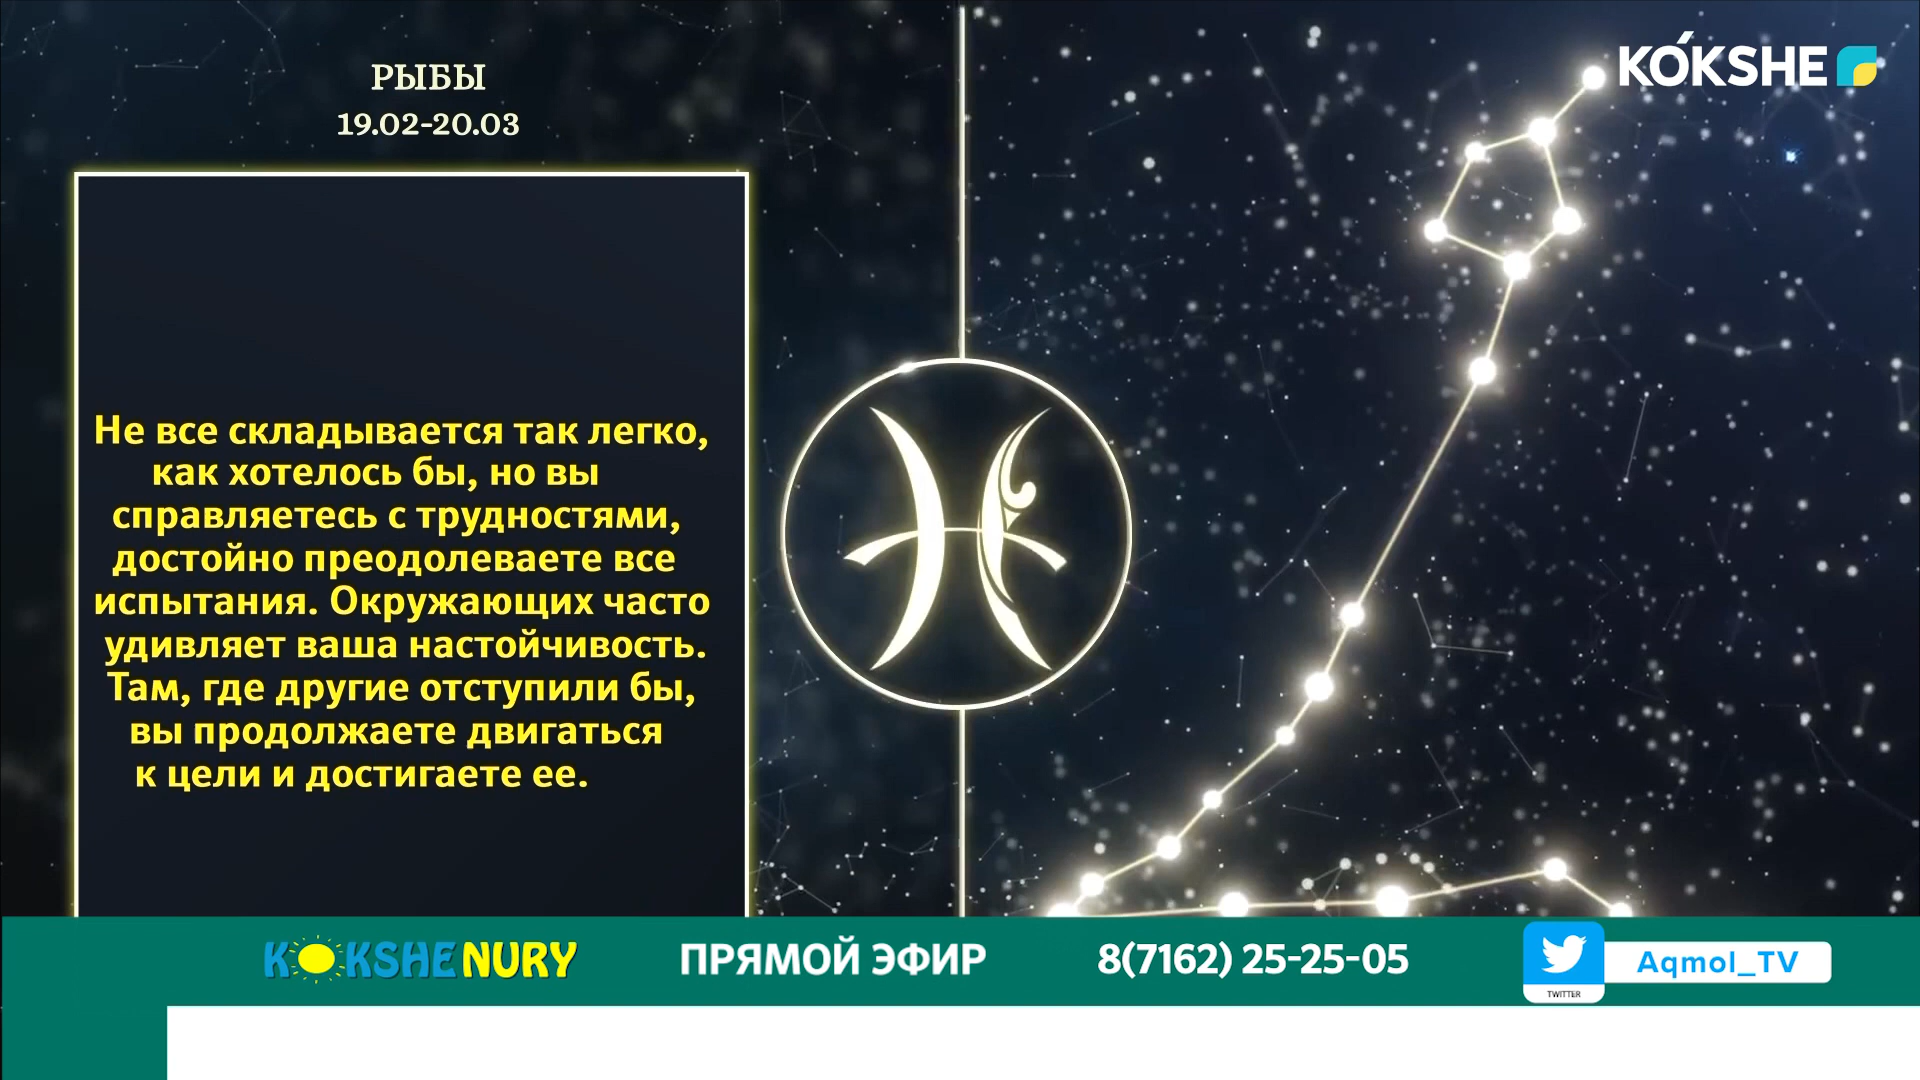 РЫБЫ
19.02-20.03
KÓKSHE
Не все складывается так легко,
как хотелось бы, но вы
справляетесь с трудностями,
достойно преодолеваете все
испытания. Окружающих часто
удивляет ваша настойчивость.
Там, где другие отступили бы,
вы продолжаете двигаться
к цели и достигаете ее.
KOKSHE NURY
ПРЯМОЙ ЭФИР
8(7162) 25-25-05
TWITTER
Aqmol_TV